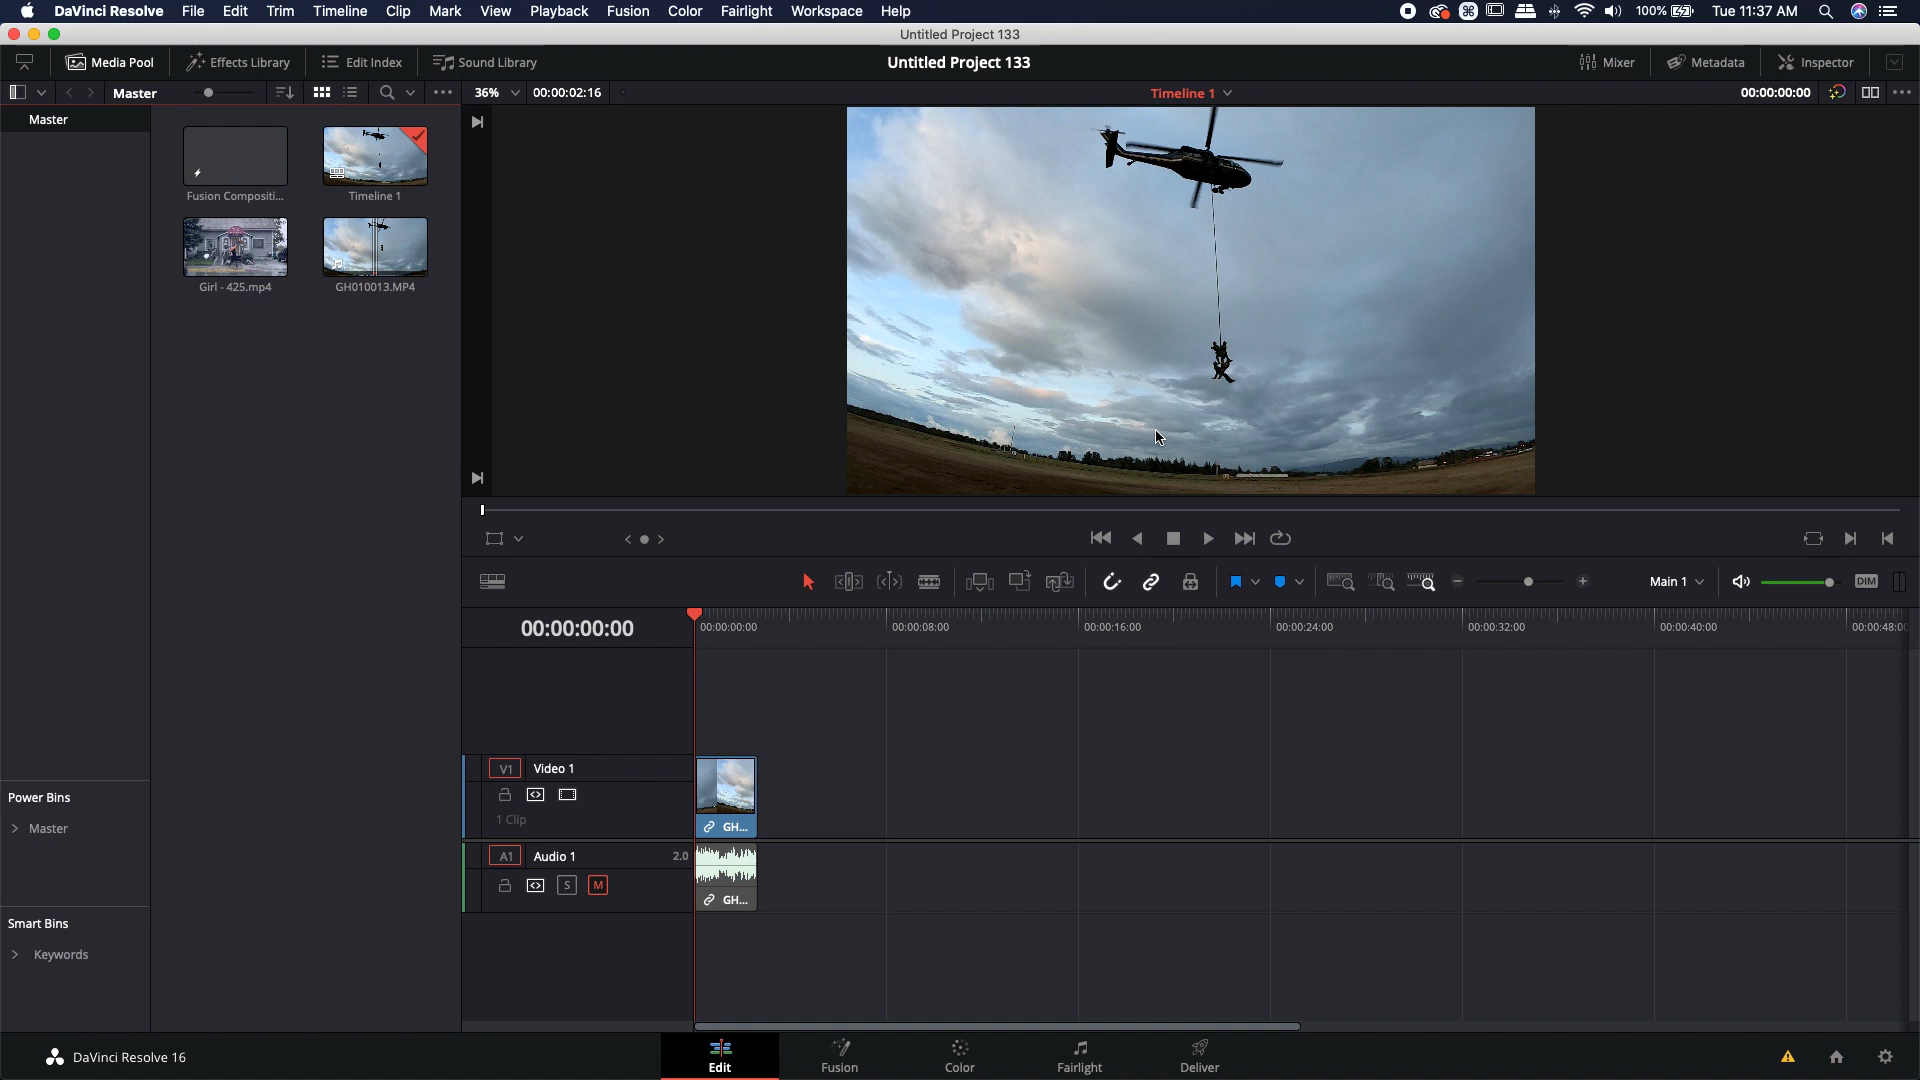 DaVinci Resolve File Edit Trim Timeline Clip Mark View Playback Fusion Color Fairlight Workspace Help 100% Tue 11:37 AM
Untitled Project 133
Media Pool Effects Library Edit Index Sound Library Untitled Project 133 Mixer Metadata Inspector
Master 36% 00:00:02:16 Timeline 1 00:00:00:00
Master
Fusion Compositi... Timeline 1
Girl - 425.mp4 GH010013.MP4
Main 1 DIM
00:00:00:00 00:00:00:00 00:00:08:00 00:00:16:00 00:00:24:00 00:00:32:00 00:00:40:00 00:00:48:00
V1 Video 1
1 Clip
GH...
A1 Audio 1 2.0
S M
GH...
Power Bins
Master
Smart Bins
Keywords
DaVinci Resolve 16
Edit Fusion Color Fairlight Deliver